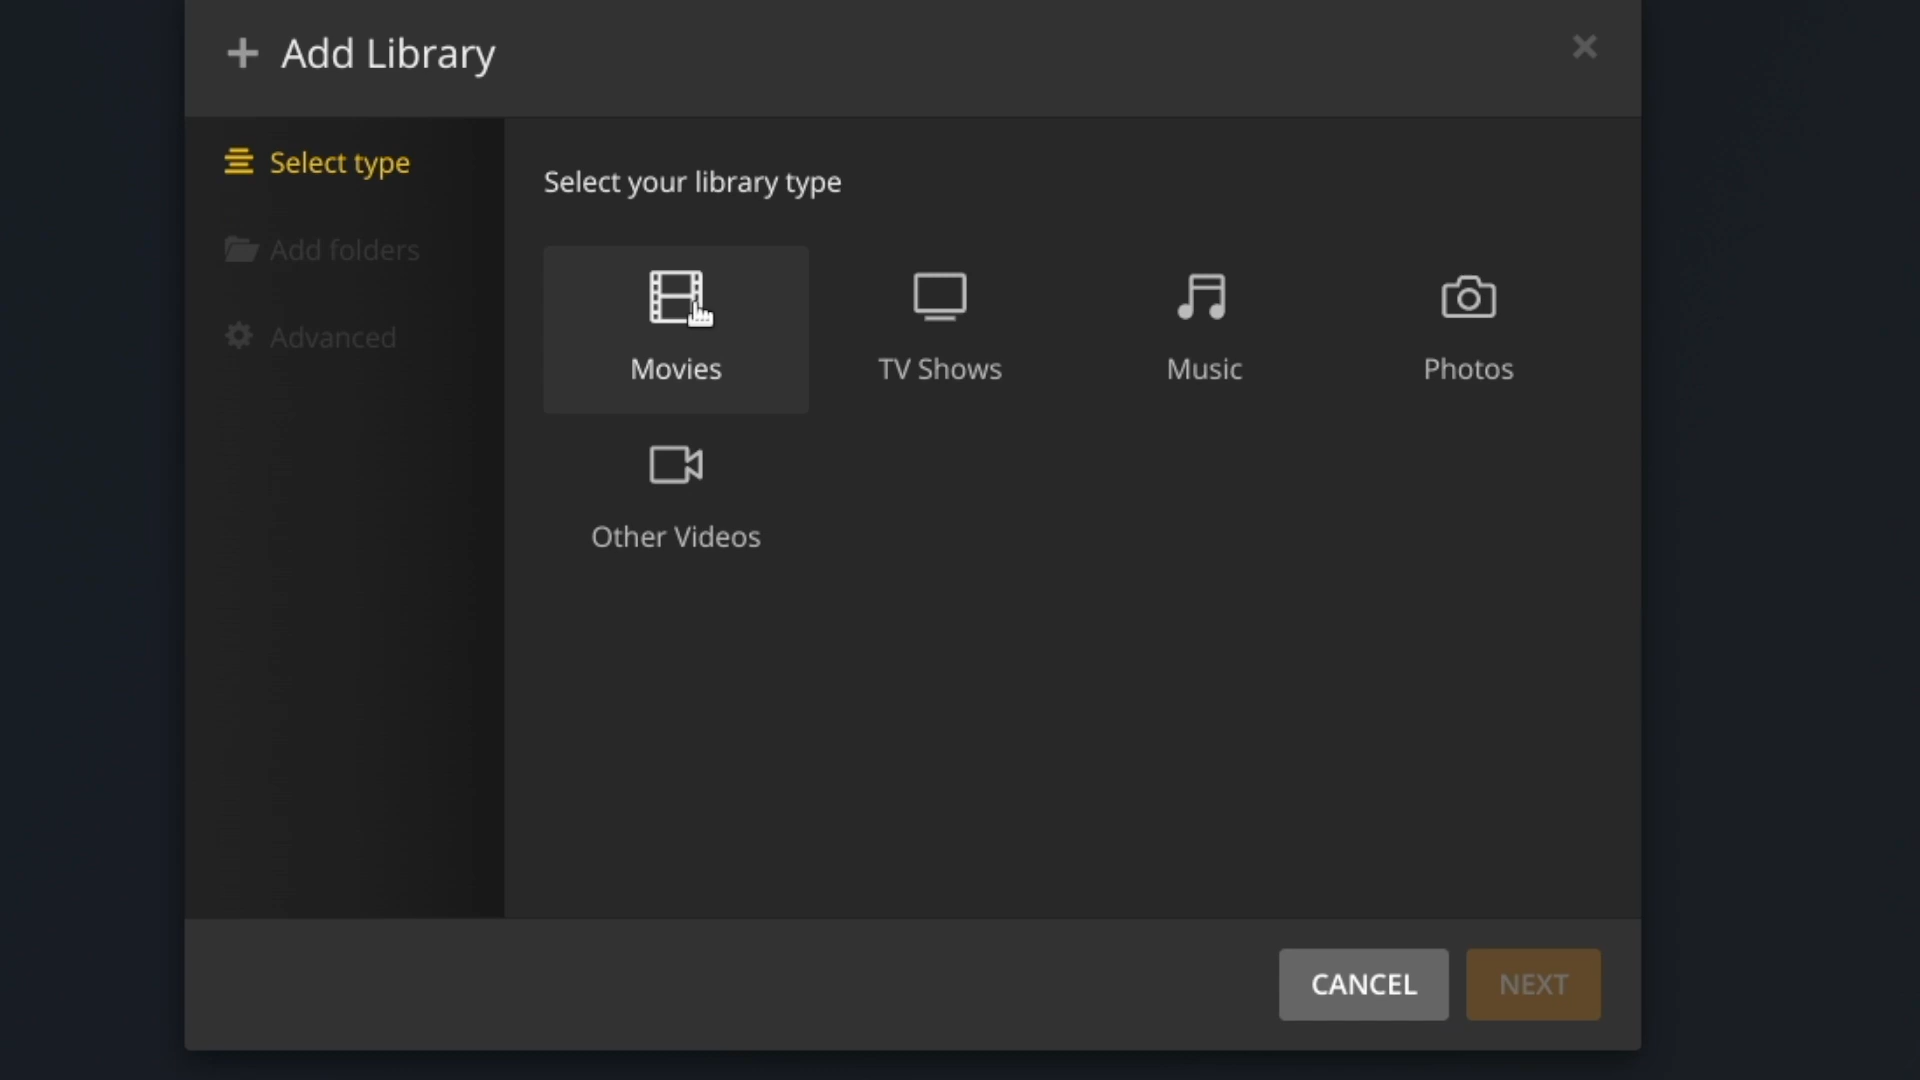 Add Library
Select type
Add folders
Advanced
Select your library type
Movies
TV Shows
Music
Photos
Other Videos
CANCEL
NEXT